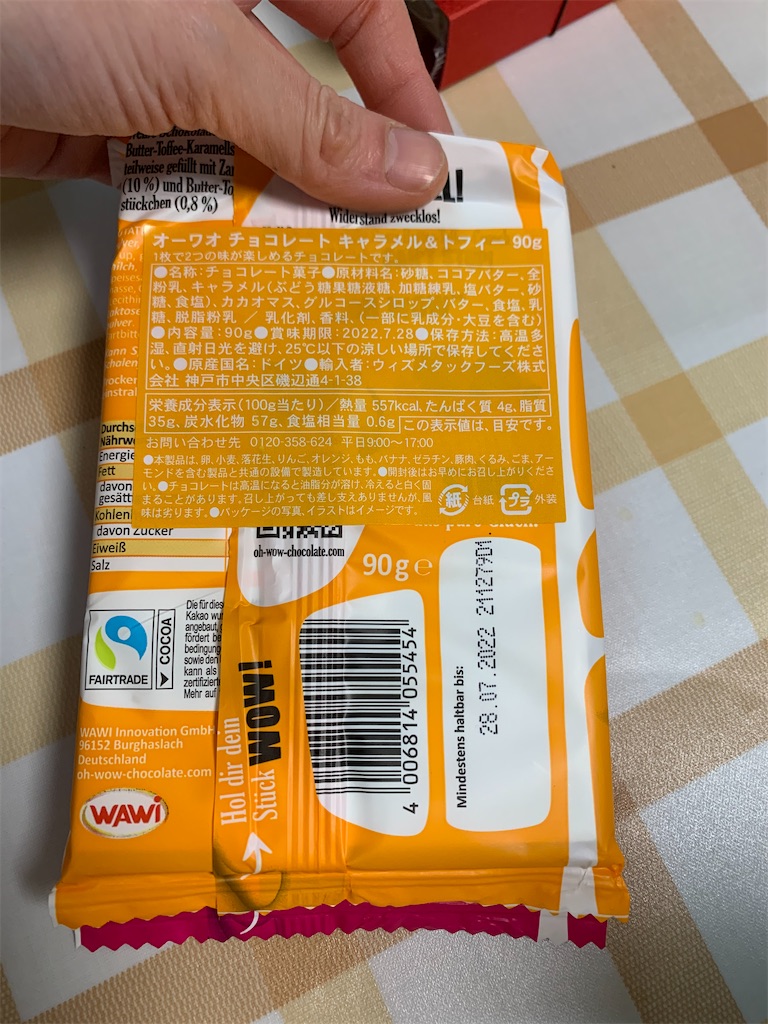 Butter-Toffee-Karamells
teilweise gefüllt mit
(10 %) und
stückchen (0,8 %)
Widerstand zwecklos!
オーワオ チョコレート キャラメル&トフィー 90g
1枚で2つの味が楽しめるチョコレートです。
●名称:チョコレート菓子●原材料名:砂糖、ココアバター、全
粉乳、キャラメル(ぶどう糖果糖液糖、加糖練乳、塩バター、砂
糖、食塩)、カカオマス、グルコースシロップ、バター、食塩、乳
糖、脱脂粉乳 / 乳化剤、香料、(一部に乳成分・大豆を含む)
●内容量:90g●賞味期限:2022.7.28●保存方法:高温多
湿、直射日光を避け、25℃以下の涼しい場所で保存してくださ
い。●原産国名:ドイツ●輸入者:ウィズメタックフーズ株式
会社 神戸市中央区磯辺通4-1-38
栄養成分表示(100g当たり)/熱量 557kcal、たんぱく質 4g、脂質
35g、炭水化物 57g、食塩相当量 0.6g この表示値は、目安です。
お問い合わせ先 0120-358-624 平日9:00〜17:00
●本製品は、卵、小麦、落花生、りんご、オレンジ、もも、バナナ、ゼラチン、豚肉、くるみ、ごま、アー
モンドを含む製品と共通の設備で製造しています。●開封後はお早めにお召し上がりくださ
い。●チョコレートは高温になると油脂分が溶け、冷えると白く固
まることがあります。召し上がっても差し支えありませんが、風
味は劣ります。●パッケージの写真、イラストはイメージです。
紙 台紙 プラ 外装
Nährwe
Energie
Fett
davon
gesätt
Kohlen
davon Zucker
Eiweiß
Salz
oh-wow-chocolate.com
90 g e
FAIRTRADE
COCOA
Die für dies
Kakao wur
angebaut,
fördert be
bedingung
sowie den
kann als
zertifiziert
Mehr auf
WAWI Innovation GmbH
96152 Burghaslach
Deutschland
oh-wow-chocolate.com
WAWI
Hol dir dein
Stück WOW!
4 006814 055454
Mindestens haltbar bis:
28.07.2022 21127901